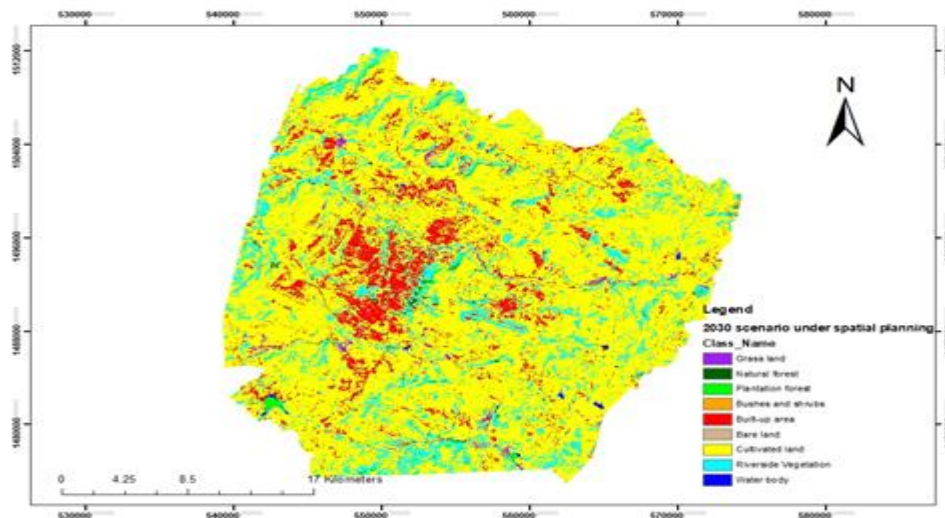 530000 540000 550000 560000 570000 580000
1512000
1504000
1496000
1488000
1480000
N
Legend
2030 scenario under spatial planning
Class_Name
Grass land
Natural forest
Plantation forest
Bushes and shrubs
Built-up area
Bare land
Cultivated land
Riverside Vegetation
Water body
0 4.25 8.5 17 Kilometers
530000 540000 550000 560000 570000 580000